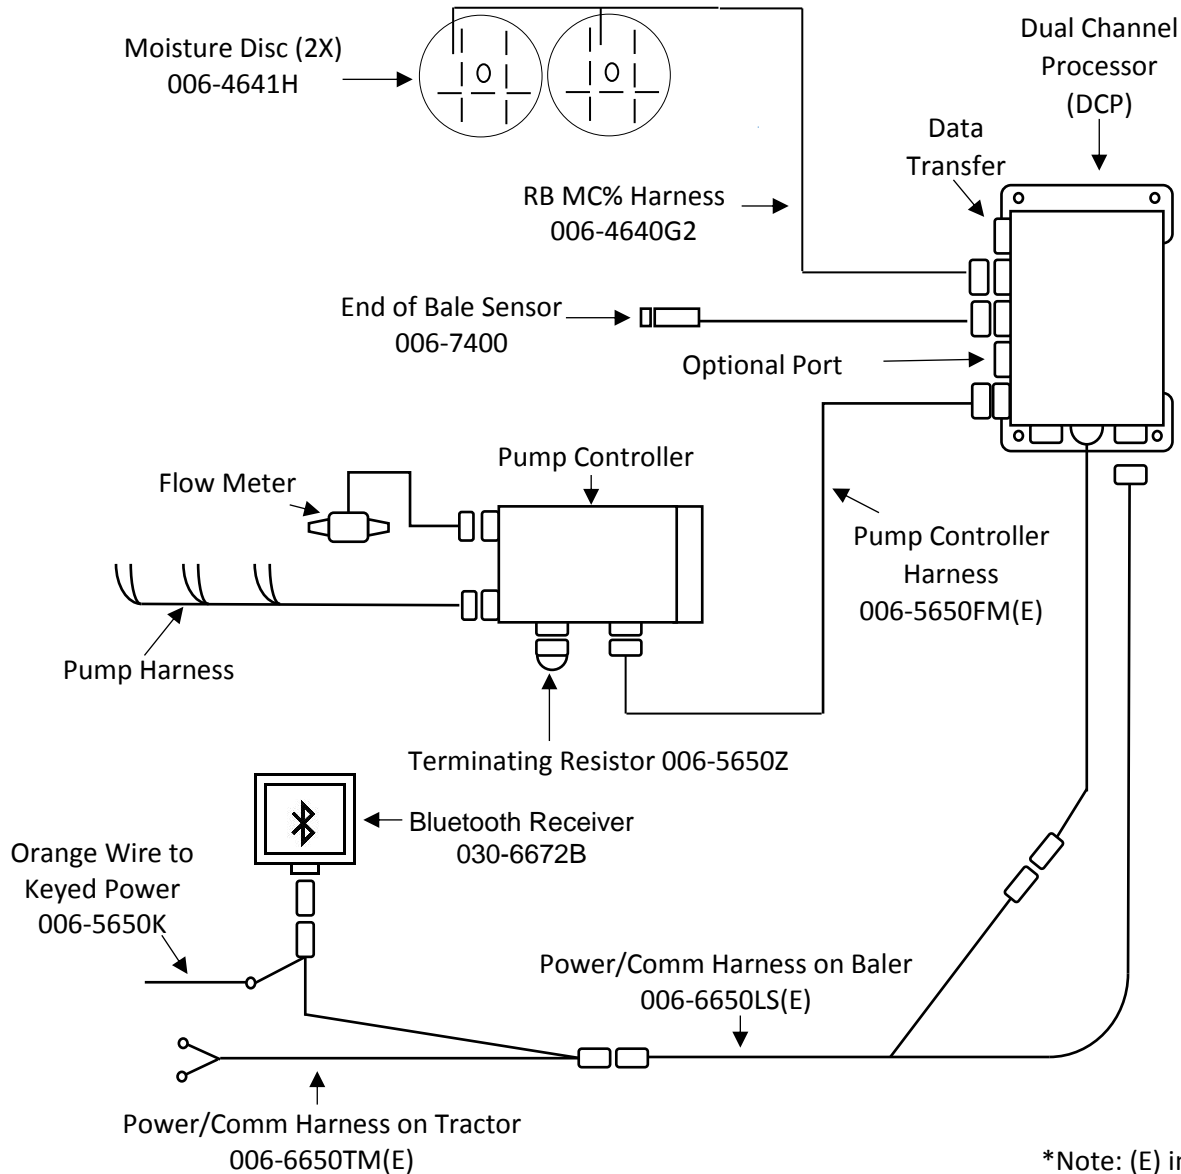 Moisture Disc (2X)
006-4641H
Dual Channel
Processor
(DCP)
Data
Transfer
RB MC% Harness
006-4640G2
End of Bale Sensor
006-7400
Optional Port
Pump Controller
Flow Meter
Pump Controller
Harness
006-5650FM(E)
Pump Harness
Terminating Resistor 006-5650Z
Bluetooth Receiver
030-6672B
Orange Wire to
Keyed Power
006-5650K
Power/Comm Harness on Baler
006-6650LS(E)
Power/Comm Harness on Tractor
006-6650TM(E)
*Note: (E) in